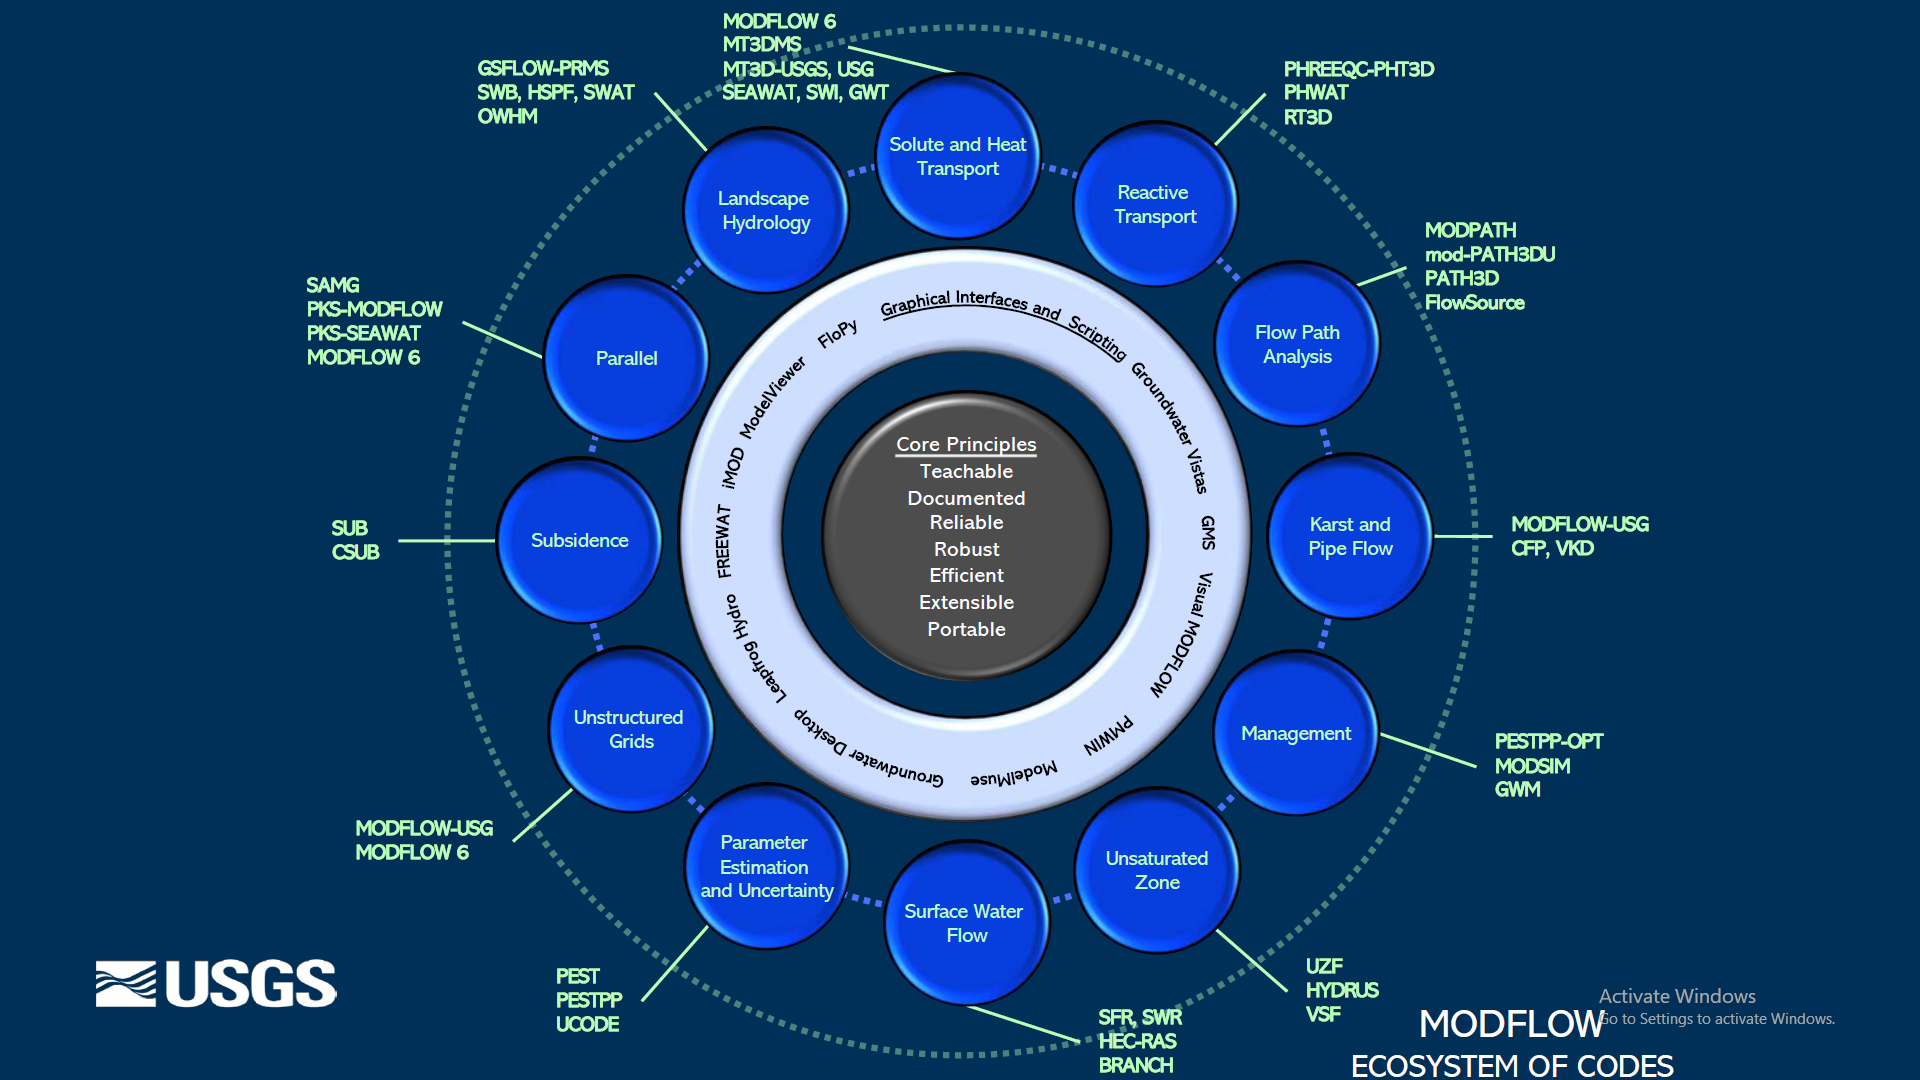 MODFLOW 6
MT3DMS
MT3D-USGS, USG
SEAWAT, SWI, GWT
Solute and Heat
Transport
PHREEQC-PHT3D
PHWAT
RT3D
Reactive
Transport
MODPATH
mod-PATH3DU
PATH3D
FlowSource
Flow Path
Analysis
MODFLOW-USG
CFP, VKD
Karst and
Pipe Flow
PESTPP-OPT
MODSIM
GWM
Management
UZF
HYDRUS
VSF
Unsaturated
Zone
SFR, SWR
HEC-RAS
BRANCH
Surface Water
Flow
PEST
PESTPP
UCODE
Parameter
Estimation
and Uncertainty
MODFLOW-USG
MODFLOW 6
Unstructured
Grids
SUB
CSUB
Subsidence
SAMG
PKS-MODFLOW
PKS-SEAWAT
MODFLOW 6
Parallel
GSFLOW-PRMS
SWB, HSPF, SWAT
OWHM
Landscape
Hydrology
Graphical Interfaces and Scripting
Groundwater Vistas
GMS
Visual MODFLOW
PMWIN
ModelMuse
Groundwater Desktop
Leapfrog Hydro
FREEWAT
iMOD
ModelViewer
FloPy
Core Principles
Teachable
Documented
Reliable
Robust
Efficient
Extensible
Portable
USGS
Activate Windows
Go to Settings to activate Windows.
MODFLOW
ECOSYSTEM OF CODES